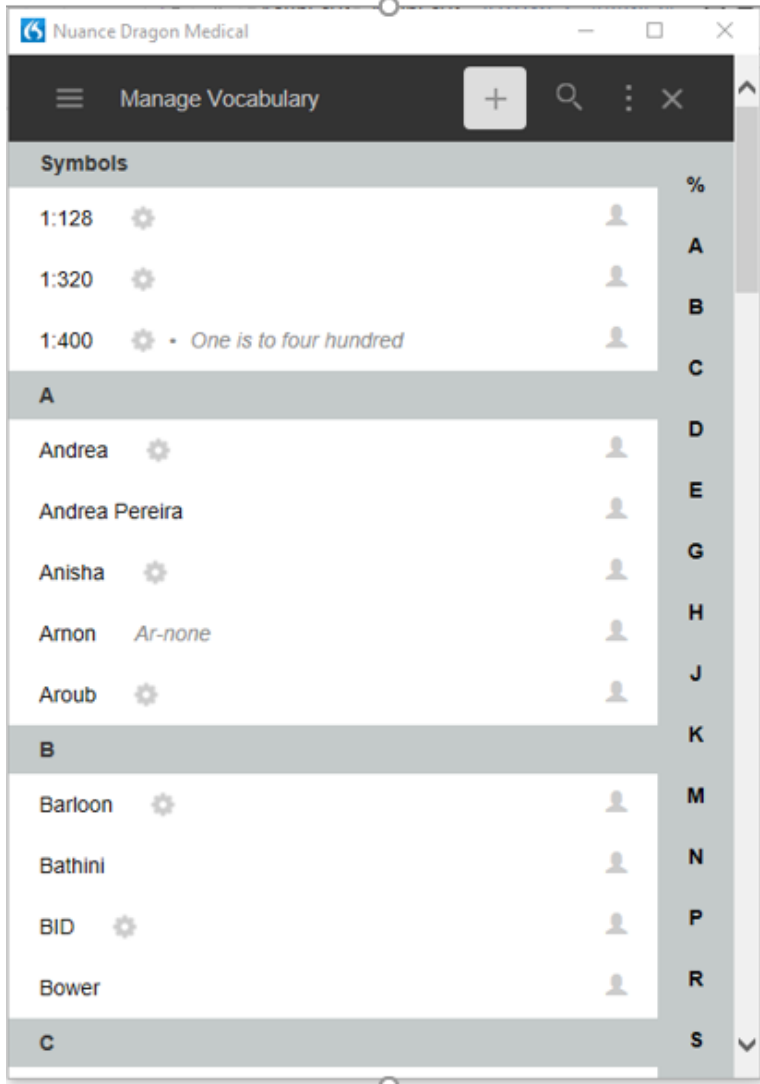 Nuance Dragon Medical
Manage Vocabulary
Symbols
1:128
1:320
1:400 • One is to four hundred
A
Andrea
Andrea Pereira
Anisha
Arnon Ar-none
Aroub
B
Barloon
Bathini
BID
Bower
C
%
A
B
C
D
E
G
H
J
K
M
N
P
R
S